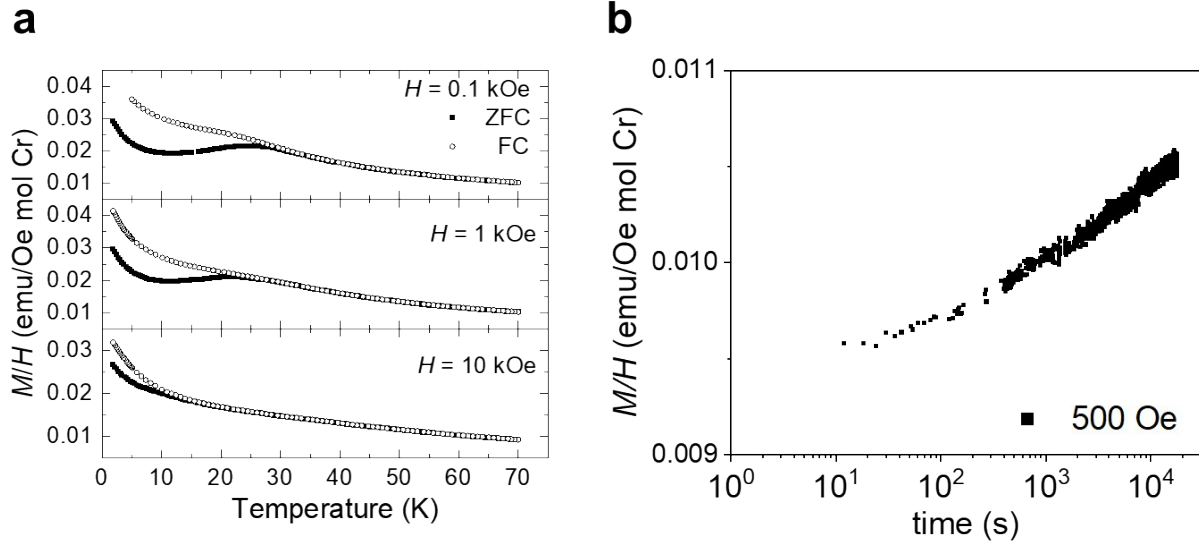 a
0.04
0.03
0.02
0.01
H = 0.1 kOe
ZFC
FC
0.04
0.03
0.02
0.01
H = 1 kOe
0.03
0.02
0.01
H = 10 kOe
0 10 20 30 40 50 60 70
Temperature (K)
M/H (emu/Oe mol Cr)
b
0.011
0.010
0.009
500 Oe
10⁰ 10¹ 10² 10³ 10⁴
time (s)
M/H (emu/Oe mol Cr)